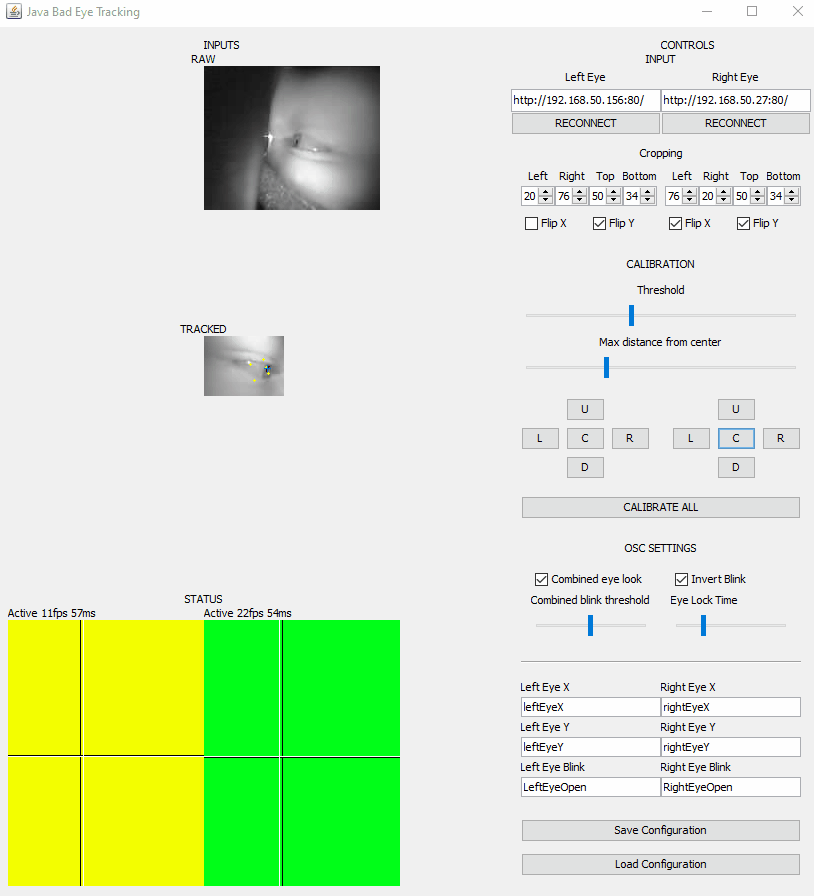 Java Bad Eye Tracking
INPUTS
RAW
TRACKED
STATUS
Active 11fps 57ms Active 22fps 54ms
CONTROLS
INPUT
Left Eye Right Eye
http://192.168.50.156:80/ http://192.168.50.27:80/
RECONNECT RECONNECT
Cropping
Left Right Top Bottom Left Right Top Bottom
20 76 50 34 76 20 50 34
Flip X Flip Y Flip X Flip Y
CALIBRATION
Threshold
Max distance from center
U U
L C R L C R
D D
CALIBRATE ALL
OSC SETTINGS
Combined eye look Invert Blink
Combined blink threshold Eye Lock Time
Left Eye X Right Eye X
leftEyeX rightEyeX
Left Eye Y Right Eye Y
leftEyeY rightEyeY
Left Eye Blink Right Eye Blink
LeftEyeOpen RightEyeOpen
Save Configuration
Load Configuration